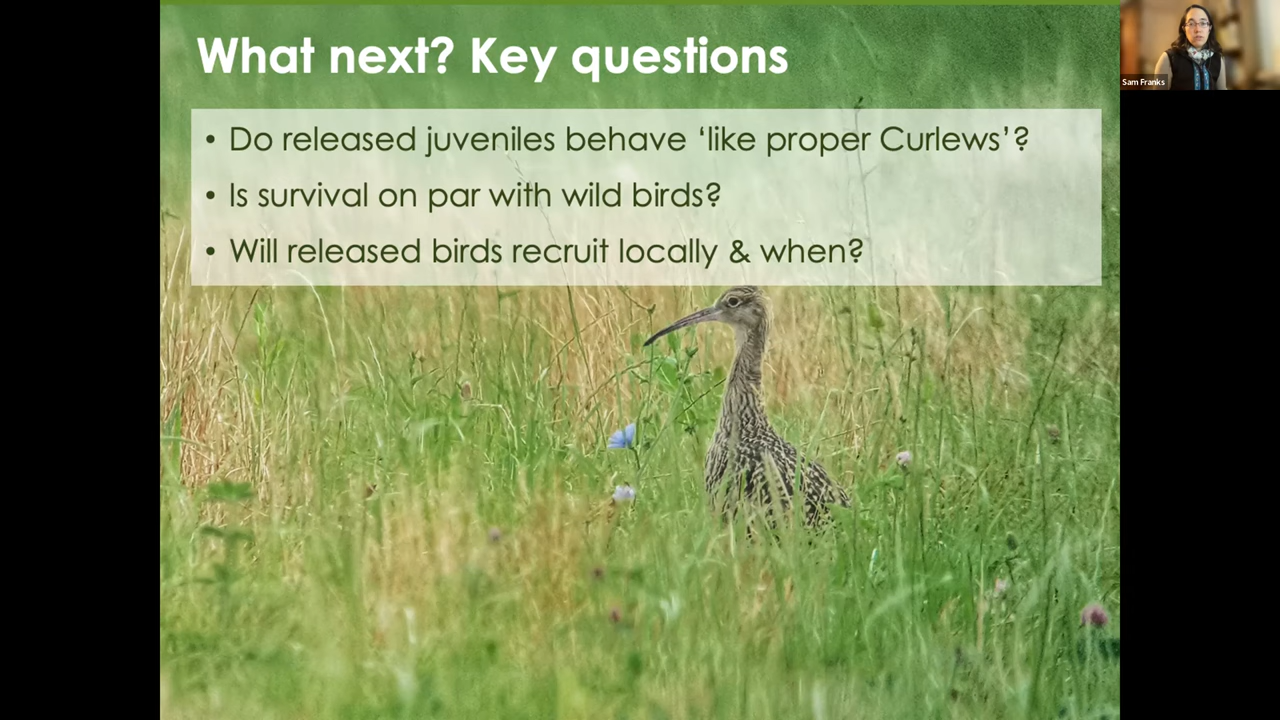 What next? Key questions
• Do released juveniles behave ‘like proper Curlews’?
• Is survival on par with wild birds?
• Will released birds recruit locally & when?
Sam Franks